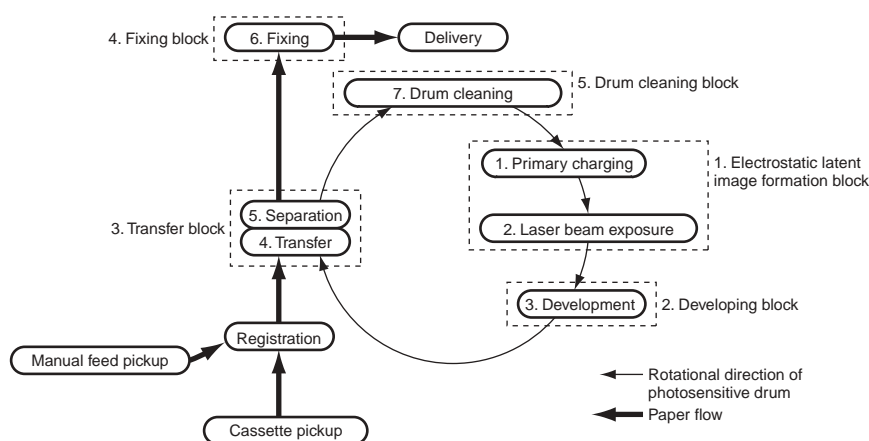 4. Fixing block
6. Fixing
Delivery
7. Drum cleaning
5. Drum cleaning block
1. Primary charging
1. Electrostatic latent
image formation block
2. Laser beam exposure
3. Transfer block
5. Separation
4. Transfer
3. Development
2. Developing block
Registration
Manual feed pickup
Cassette pickup
Rotational direction of
photosensitive drum
Paper flow